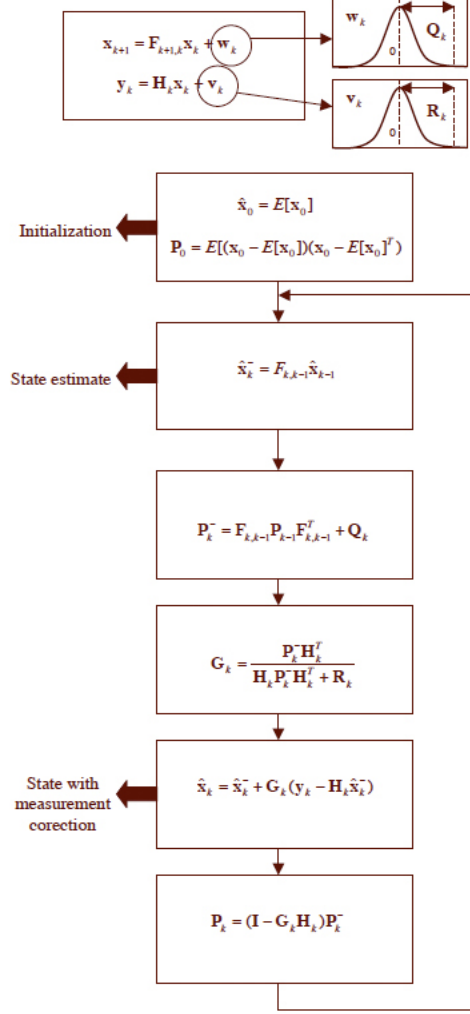 x_{k+1} = F_{k+1,k} x_k + w_k
y_k = H_k x_k + v_k
w_k
Q_k
0
v_k
R_k
0
Initialization
x̂_0 = E[x_0]
P_0 = E[(x_0 − E[x_0])(x_0 − E[x_0]^T)
State estimate
x̂_k^- = F_{k,k−1} x̂_{k−1}
P_k^- = F_{k,k−1} P_{k−1} F_{k,k−1}^T + Q_k
G_k = P_k^- H_k^T / H_k P_k^- H_k^T + R_k
State with
measurement
corection
x̂_k = x̂_k^- + G_k (y_k − H_k x̂_k^-)
P_k = (I − G_k H_k) P_k^-